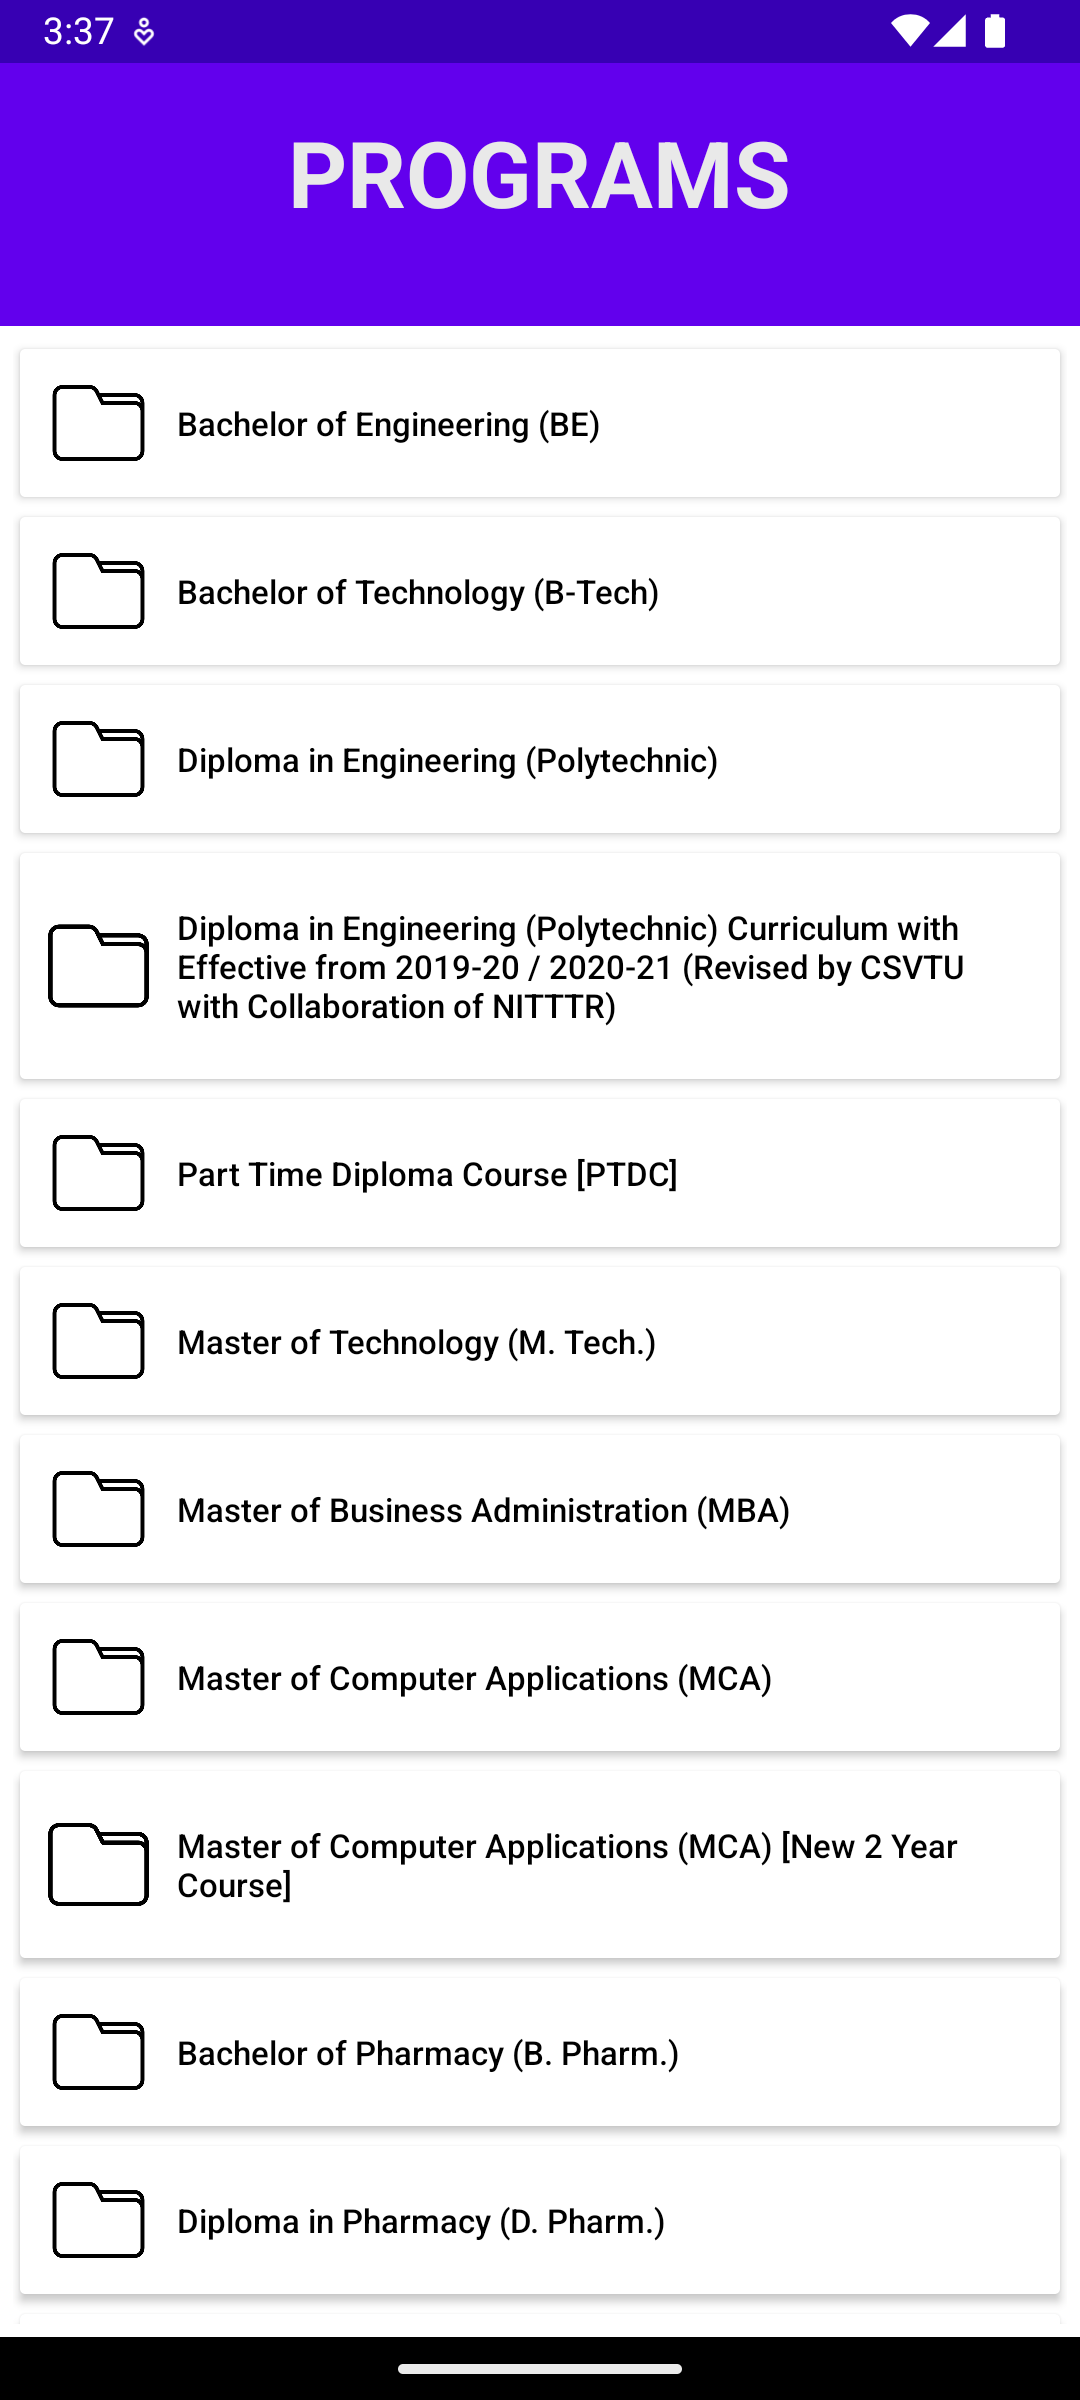 3:37
PROGRAMS
Bachelor of Engineering (BE)
Bachelor of Technology (B-Tech)
Diploma in Engineering (Polytechnic)
Diploma in Engineering (Polytechnic) Curriculum with
Effective from 2019-20 / 2020-21 (Revised by CSVTU
with Collaboration of NITTTR)
Part Time Diploma Course [PTDC]
Master of Technology (M. Tech.)
Master of Business Administration (MBA)
Master of Computer Applications (MCA)
Master of Computer Applications (MCA) [New 2 Year
Course]
Bachelor of Pharmacy (B. Pharm.)
Diploma in Pharmacy (D. Pharm.)